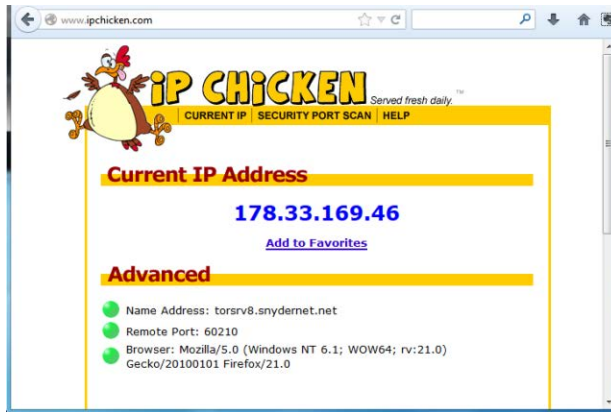 www.ipchicken.com
iP CHiCKEN
Served fresh daily.™
CURRENT IP | SECURITY PORT SCAN | HELP
Current IP Address
178.33.169.46
Add to Favorites
Advanced
Name Address: torsrv8.snydernet.net
Remote Port: 60210
Browser: Mozilla/5.0 (Windows NT 6.1; WOW64; rv:21.0)
Gecko/20100101 Firefox/21.0